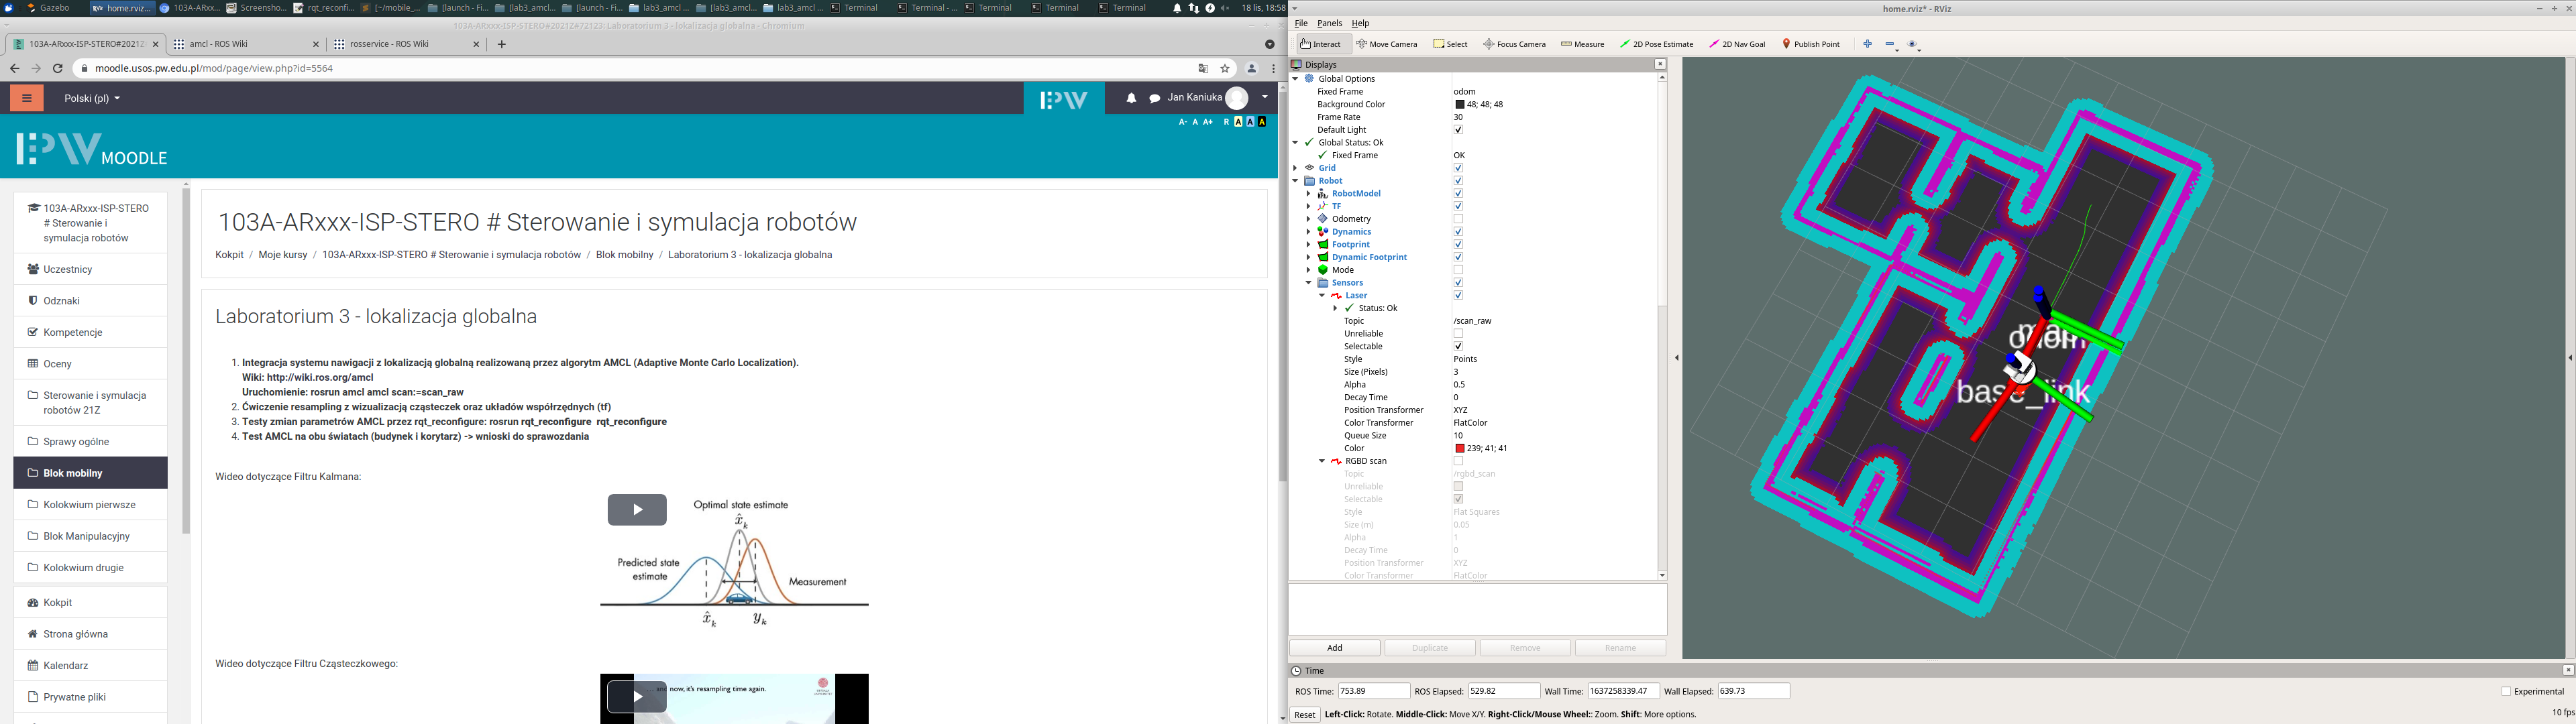 Gazebo
home.rviz...
103A-ARx...
Screensho...
rqt_reconfi...
[~/mobile_...
[launch - Fi...
[lab3_amcl...
[launch - Fi...
lab3_amcl ...
[lab3_amcl...
lab3_amcl ...
Terminal
Terminal - ...
Terminal
Terminal
Terminal
18 lis, 18:58
103A-ARxxx-ISP-STERO#2021Z#72123: Laboratorium 3 - lokalizacja globalna - Chromium
103A-ARxxx-ISP-STERO#2021Z
amcl - ROS Wiki
rosservice - ROS Wiki
moodle.usos.pw.edu.pl/mod/page/view.php?id=5564
Polski (pl)
Jan Kaniuka
A- A A+ R A A A
MOODLE
103A-ARxxx-ISP-STERO
# Sterowanie i
symulacja robotów
Uczestnicy
Odznaki
Kompetencje
Oceny
Sterowanie i symulacja
robotów 21Z
Sprawy ogólne
Blok mobilny
Kolokwium pierwsze
Blok Manipulacyjny
Kolokwium drugie
Kokpit
Strona główna
Kalendarz
Prywatne pliki
103A-ARxxx-ISP-STERO # Sterowanie i symulacja robotów
Kokpit / Moje kursy / 103A-ARxxx-ISP-STERO # Sterowanie i symulacja robotów / Blok mobilny / Laboratorium 3 - lokalizacja globalna
Laboratorium 3 - lokalizacja globalna
1. Integracja systemu nawigacji z lokalizacją globalną realizowaną przez algorytm AMCL (Adaptive Monte Carlo Localization).
Wiki: http://wiki.ros.org/amcl
Uruchomienie: rosrun amcl amcl scan:=scan_raw
2. Ćwiczenie resampling z wizualizacją cząsteczek oraz układów współrzędnych (tf)
3. Testy zmian parametrów AMCL przez rqt_reconfigure: rosrun rqt_reconfigure rqt_reconfigure
4. Test AMCL na obu światach (budynek i korytarz) -> wnioski do sprawozdania
Wideo dotyczące Filtru Kalmana:
Optimal state estimate
x̂k
Predicted state
estimate
Measurement
x̂k
yk
Wideo dotyczące Filtru Cząsteczkowego:
and now, it's resampling time again.
home.rviz* - RViz
File Panels Help
Interact
Move Camera
Select
Focus Camera
Measure
2D Pose Estimate
2D Nav Goal
Publish Point
Displays
Global Options
Fixed Frame odom
Background Color 48; 48; 48
Frame Rate 30
Default Light
Global Status: Ok
Fixed Frame OK
Grid
Robot
RobotModel
TF
Odometry
Dynamics
Footprint
Dynamic Footprint
Mode
Sensors
Laser
Status: Ok
Topic /scan_raw
Unreliable
Selectable
Style Points
Size (Pixels) 3
Alpha 0.5
Decay Time 0
Position Transformer XYZ
Color Transformer FlatColor
Queue Size 10
Color 239; 41; 41
RGBD scan
Topic /rgbd_scan
Unreliable
Selectable
Style Flat Squares
Size (m) 0.05
Alpha 1
Decay Time 0
Position Transformer XYZ
Color Transformer FlatColor
Add
Duplicate
Remove
Rename
base_link
Time
ROS Time: 753.89 ROS Elapsed: 529.82 Wall Time: 1637258339.47 Wall Elapsed: 639.73
Experimental
Reset
Left-Click: Rotate. Middle-Click: Move X/Y. Right-Click/Mouse Wheel:: Zoom. Shift: More options.
10 fps